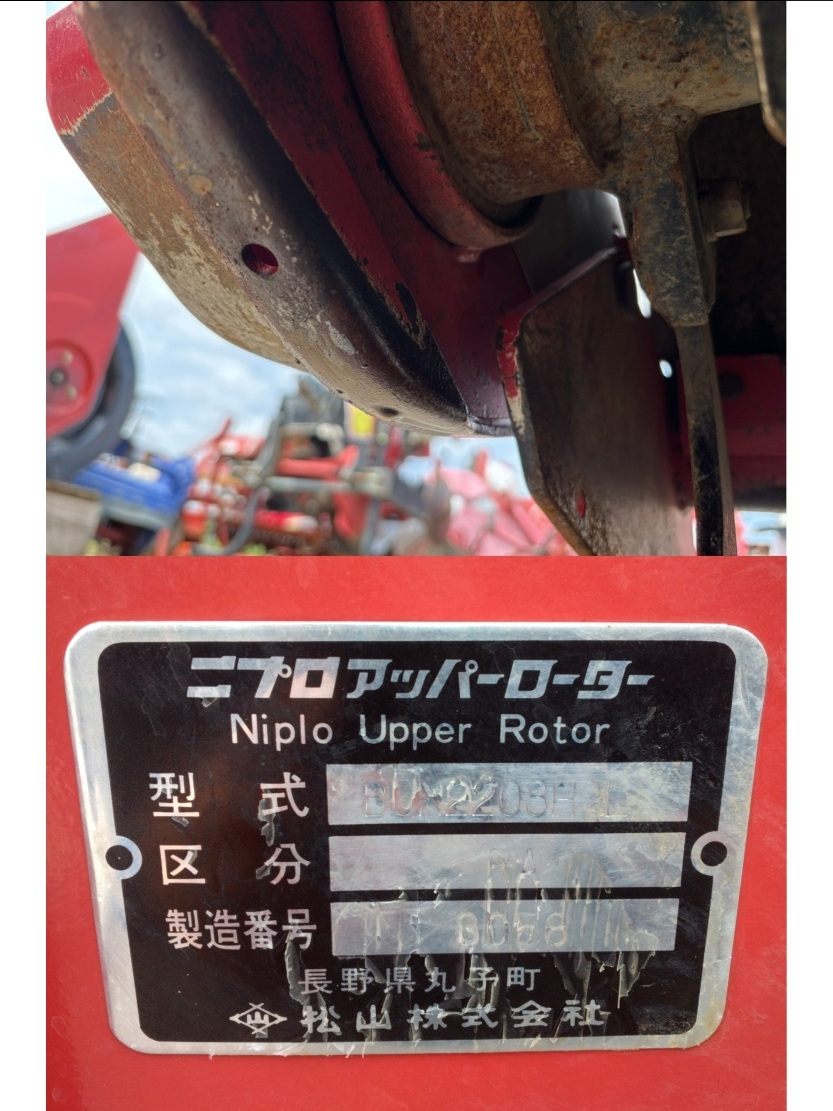 ニプロアッパーローター
Niplo Upper Rotor
型式 BUR2208H
区分
製造番号
長野県丸子町
松山株式会社